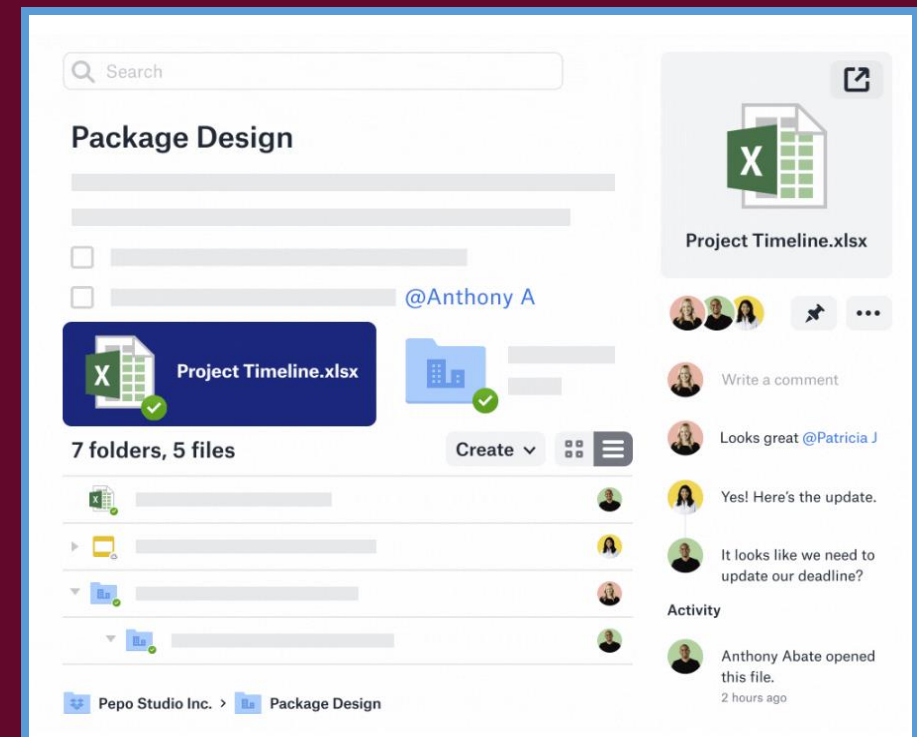 Search
Package Design
@Anthony A
Project Timeline.xlsx
7 folders, 5 files
Create
Pepo Studio Inc. > Package Design
Project Timeline.xlsx
Write a comment
Looks great @Patricia J
Yes! Here's the update.
It looks like we need to
update our deadline?
Activity
Anthony Abate opened
this file.
2 hours ago